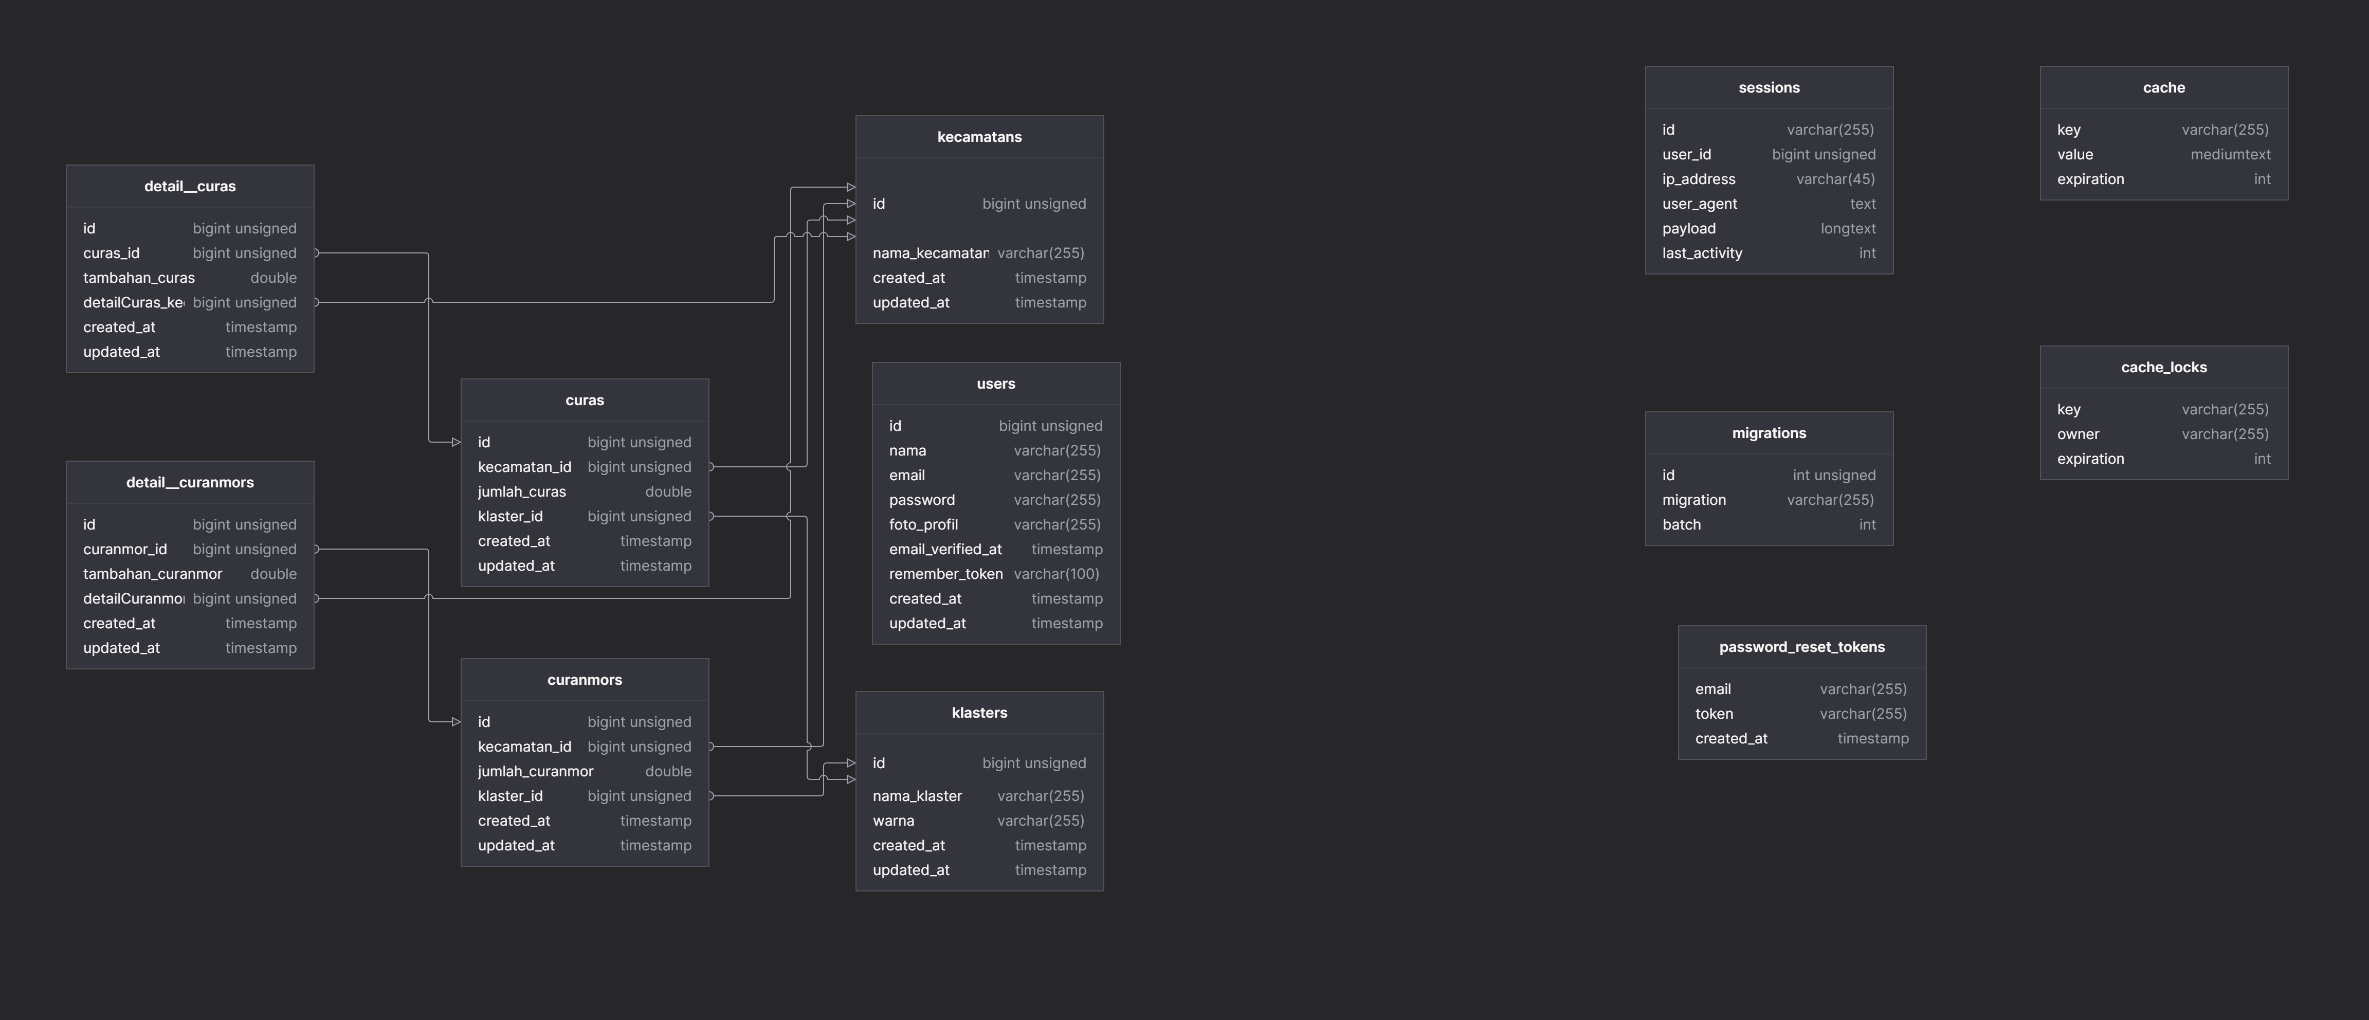 detail__curas
id bigint unsigned
curas_id bigint unsigned
tambahan_curas double
detailCuras_ke bigint unsigned
created_at timestamp
updated_at timestamp
detail__curanmors
id bigint unsigned
curanmor_id bigint unsigned
tambahan_curanmor double
detailCuranmo bigint unsigned
created_at timestamp
updated_at timestamp
curas
id bigint unsigned
kecamatan_id bigint unsigned
jumlah_curas double
klaster_id bigint unsigned
created_at timestamp
updated_at timestamp
curanmors
id bigint unsigned
kecamatan_id bigint unsigned
jumlah_curanmor double
klaster_id bigint unsigned
created_at timestamp
updated_at timestamp
kecamatans
id bigint unsigned
nama_kecamatan varchar(255)
created_at timestamp
updated_at timestamp
users
id bigint unsigned
nama varchar(255)
email varchar(255)
password varchar(255)
foto_profil varchar(255)
email_verified_at timestamp
remember_token varchar(100)
created_at timestamp
updated_at timestamp
klasters
id bigint unsigned
nama_klaster varchar(255)
warna varchar(255)
created_at timestamp
updated_at timestamp
sessions
id varchar(255)
user_id bigint unsigned
ip_address varchar(45)
user_agent text
payload longtext
last_activity int
migrations
id int unsigned
migration varchar(255)
batch int
password_reset_tokens
email varchar(255)
token varchar(255)
created_at timestamp
cache
key varchar(255)
value mediumtext
expiration int
cache_locks
key varchar(255)
owner varchar(255)
expiration int